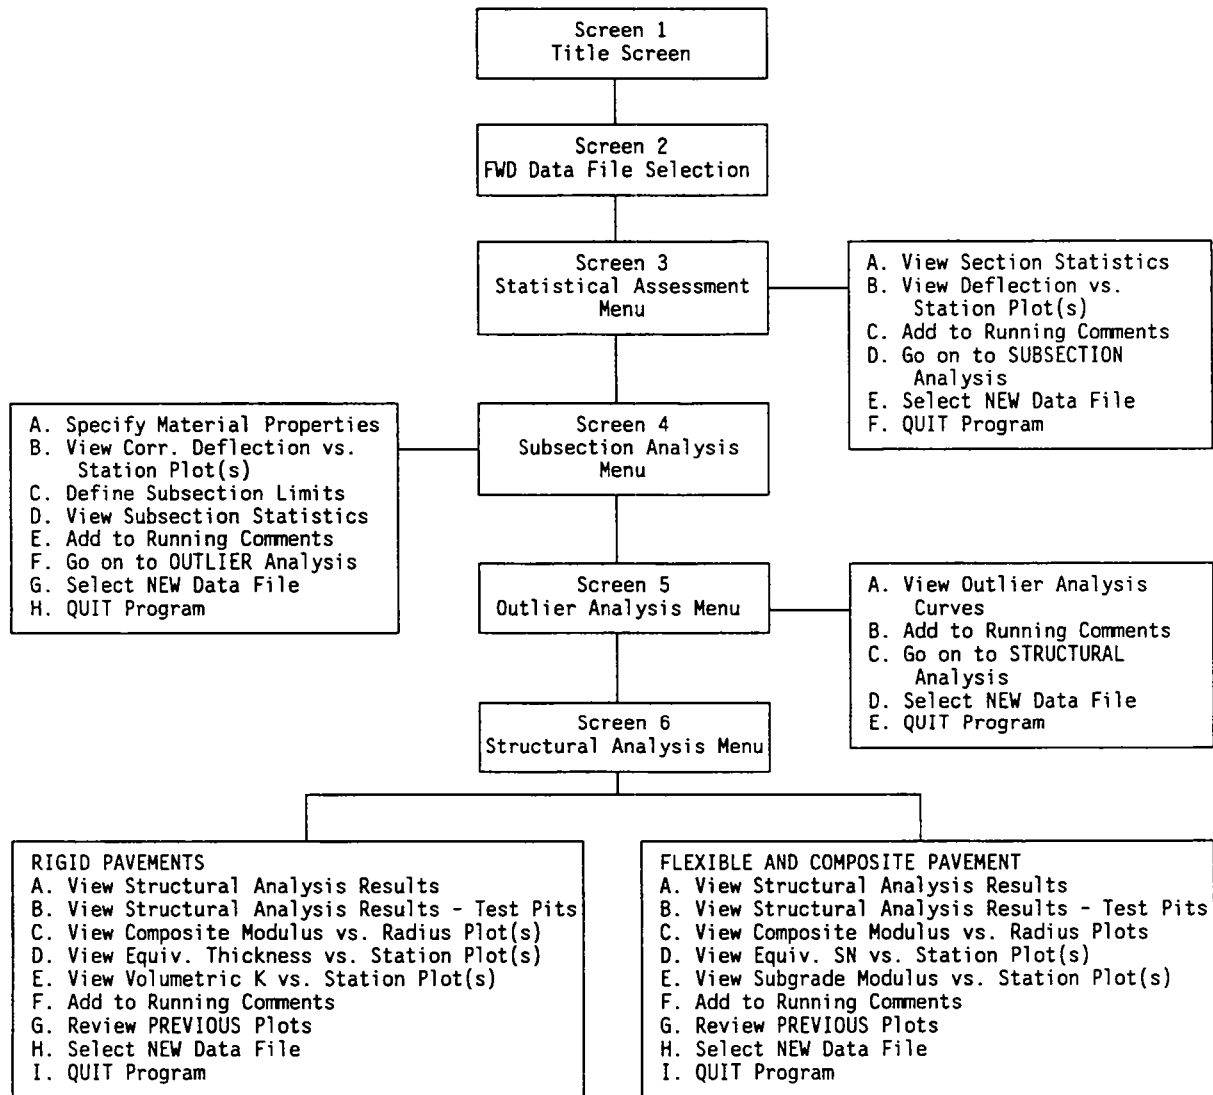 Screen 1
Title Screen
Screen 2
FWD Data File Selection
Screen 3
Statistical Assessment
Menu
A. View Section Statistics
B. View Deflection vs.
Station Plot(s)
C. Add to Running Comments
D. Go on to SUBSECTION
Analysis
E. Select NEW Data File
F. QUIT Program
Screen 4
Subsection Analysis
Menu
A. Specify Material Properties
B. View Corr. Deflection vs.
Station Plot(s)
C. Define Subsection Limits
D. View Subsection Statistics
E. Add to Running Comments
F. Go on to OUTLIER Analysis
G. Select NEW Data File
H. QUIT Program
Screen 5
Outlier Analysis Menu
A. View Outlier Analysis
Curves
B. Add to Running Comments
C. Go on to STRUCTURAL
Analysis
D. Select NEW Data File
E. QUIT Program
Screen 6
Structural Analysis Menu
RIGID PAVEMENTS
A. View Structural Analysis Results
B. View Structural Analysis Results - Test Pits
C. View Composite Modulus vs. Radius Plot(s)
D. View Equiv. Thickness vs. Station Plot(s)
E. View Volumetric K vs. Station Plot(s)
F. Add to Running Comments
G. Review PREVIOUS Plots
H. Select NEW Data File
I. QUIT Program
FLEXIBLE AND COMPOSITE PAVEMENT
A. View Structural Analysis Results
B. View Structural Analysis Results - Test Pits
C. View Composite Modulus vs. Radius Plots
D. View Equiv. SN vs. Station Plot(s)
E. View Subgrade Modulus vs. Station Plot(s)
F. Add to Running Comments
G. Review PREVIOUS Plots
H. Select NEW Data File
I. QUIT Program